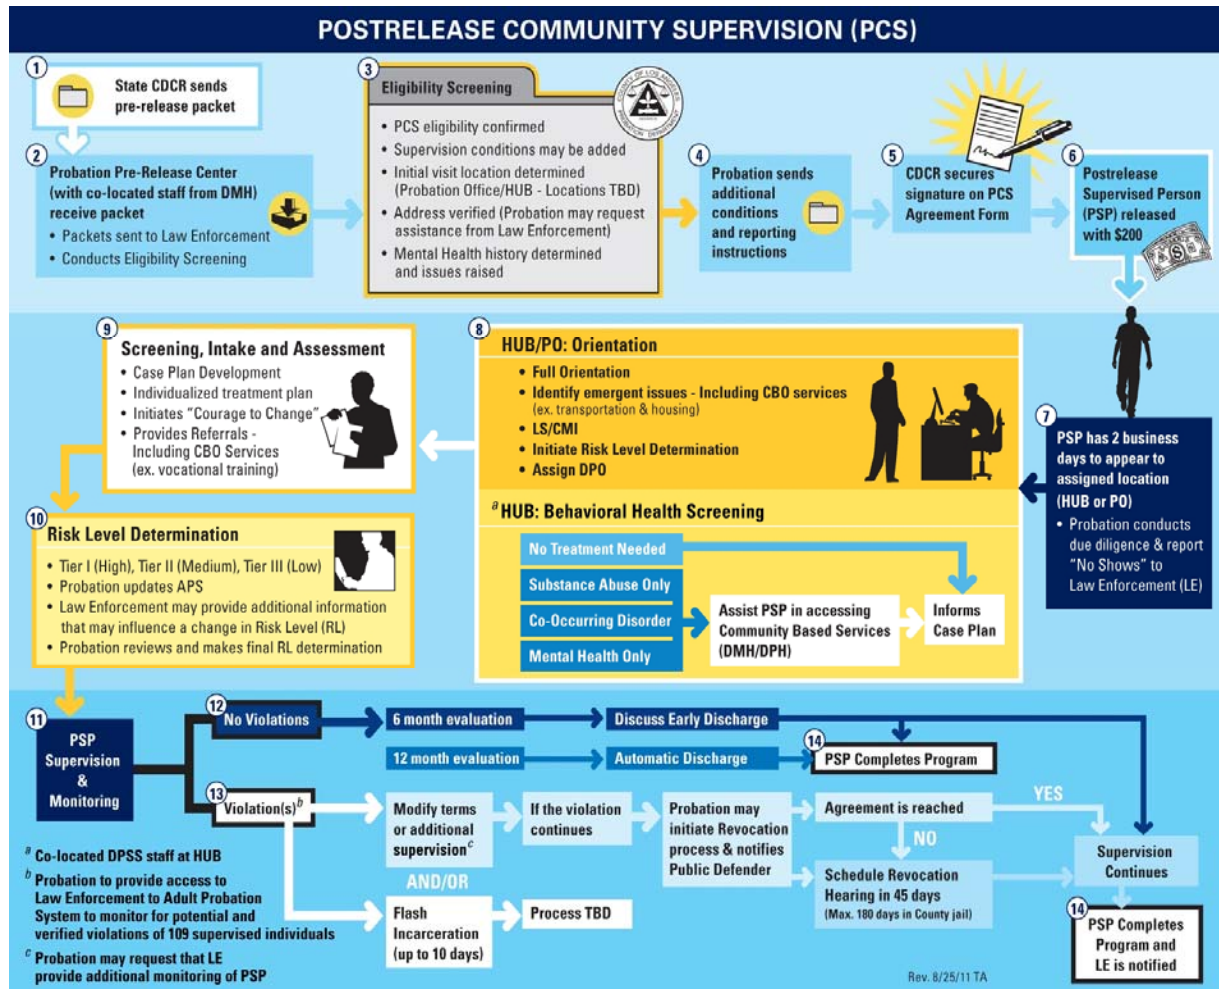 POSTRELEASE COMMUNITY SUPERVISION (PCS)
1
State CDCR sends
pre-release packet
2
Probation Pre-Release Center
(with co-located staff from DMH)
receive packet
• Packets sent to Law Enforcement
• Conducts Eligibility Screening
3
Eligibility Screening
COUNTY OF LOS ANGELES
PROBATION DEPARTMENT
• PCS eligibility confirmed
• Supervision conditions may be added
• Initial visit location determined
(Probation Office/HUB - Locations TBD)
• Address verified (Probation may request
assistance from Law Enforcement)
• Mental Health history determined
and issues raised
4
Probation sends
additional
conditions
and reporting
instructions
5
CDCR secures
signature on PCS
Agreement Form
6
Postrelease
Supervised Person
(PSP) released
with $200
7
PSP has 2 business
days to appear to
assigned location
(HUB or PO)
• Probation conducts
due diligence & report
"No Shows" to
Law Enforcement (LE)
8
HUB/PO: Orientation
• Full Orientation
• Identify emergent issues - Including CBO services
(ex. transportation & housing)
• LS/CMI
• Initiate Risk Level Determination
• Assign DPO
a HUB: Behavioral Health Screening
No Treatment Needed
Substance Abuse Only
Co-Occurring Disorder
Mental Health Only
Assist PSP in accessing
Community Based Services
(DMH/DPH)
Informs
Case Plan
9
Screening, Intake and Assessment
• Case Plan Development
• Individualized treatment plan
• Initiates "Courage to Change"
• Provides Referrals -
Including CBO Services
(ex. vocational training)
10
Risk Level Determination
• Tier I (High), Tier II (Medium), Tier III (Low)
• Probation updates APS
• Law Enforcement may provide additional information
that may influence a change in Risk Level (RL)
• Probation reviews and makes final RL determination
11
PSP
Supervision
&
Monitoring
12
No Violations
6 month evaluation
Discuss Early Discharge
12 month evaluation
Automatic Discharge
14
PSP Completes Program
13
Violation(s)b
Modify terms
or additional
supervisionc
If the violation
continues
Probation may
initiate Revocation
process & notifies
Public Defender
Agreement is reached
YES
NO
Schedule Revocation
Hearing in 45 days
(Max. 180 days in County jail)
Supervision
Continues
AND/OR
Flash
Incarceration
(up to 10 days)
Process TBD
14
PSP Completes
Program and
LE is notified
a Co-located DPSS staff at HUB
b Probation to provide access to
Law Enforcement to Adult Probation
System to monitor for potential and
verified violations of 109 supervised individuals
c Probation may request that LE
provide additional monitoring of PSP
Rev. 8/25/11 TA